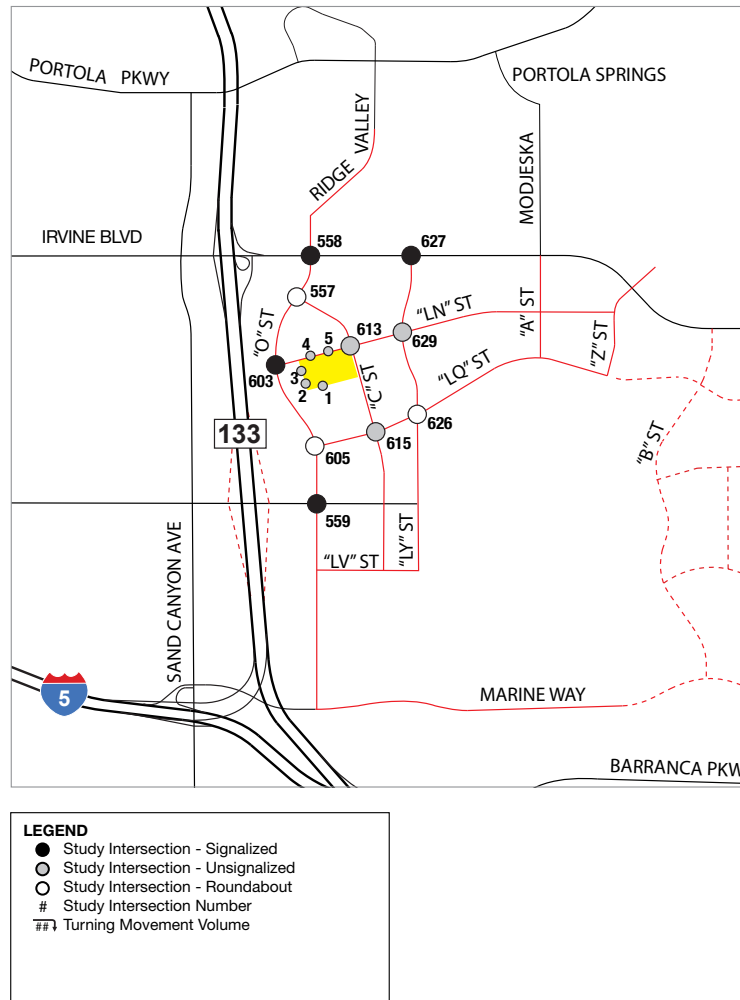 PORTOLA PKWY
PORTOLA SPRINGS
RIDGE VALLEY
MODJESKA
IRVINE BLVD
558
627
557
"O" ST
"LN" ST
"A" ST
"Z" ST
4
5
613
629
603
3
2
1
"C" ST
"LQ" ST
626
133
605
615
"B" ST
559
"LV" ST
"LY" ST
SAND CANYON AVE
5
MARINE WAY
BARRANCA PKW
LEGEND
Study Intersection - Signalized
Study Intersection - Unsignalized
Study Intersection - Roundabout
# Study Intersection Number
## Turning Movement Volume